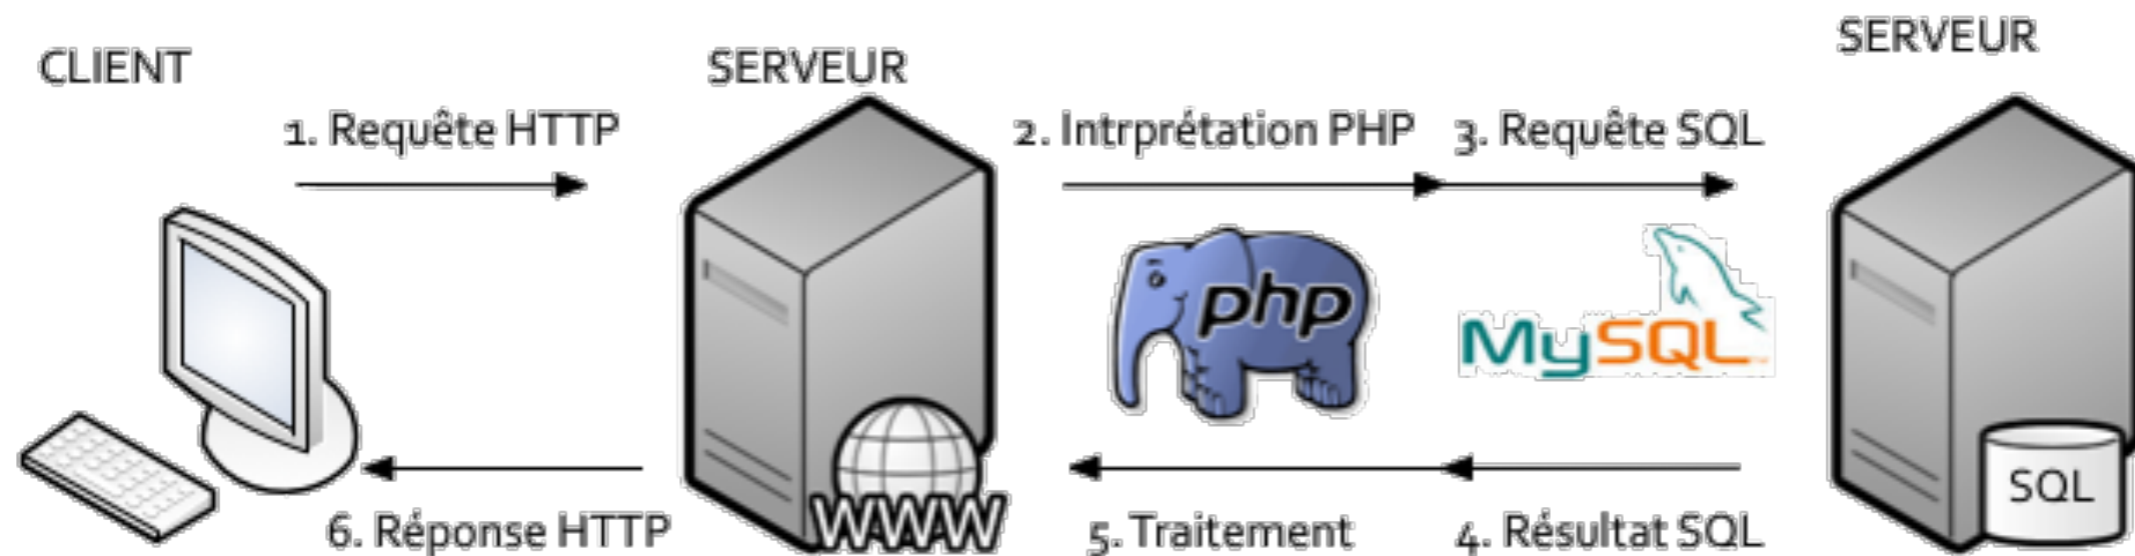 CLIENT
SERVEUR
SERVEUR
1. Requête HTTP
2. Intrprétation PHP
3. Requête SQL
php
MySQL
SQL
WWW
6. Réponse HTTP
5. Traitement
4. Résultat SQL